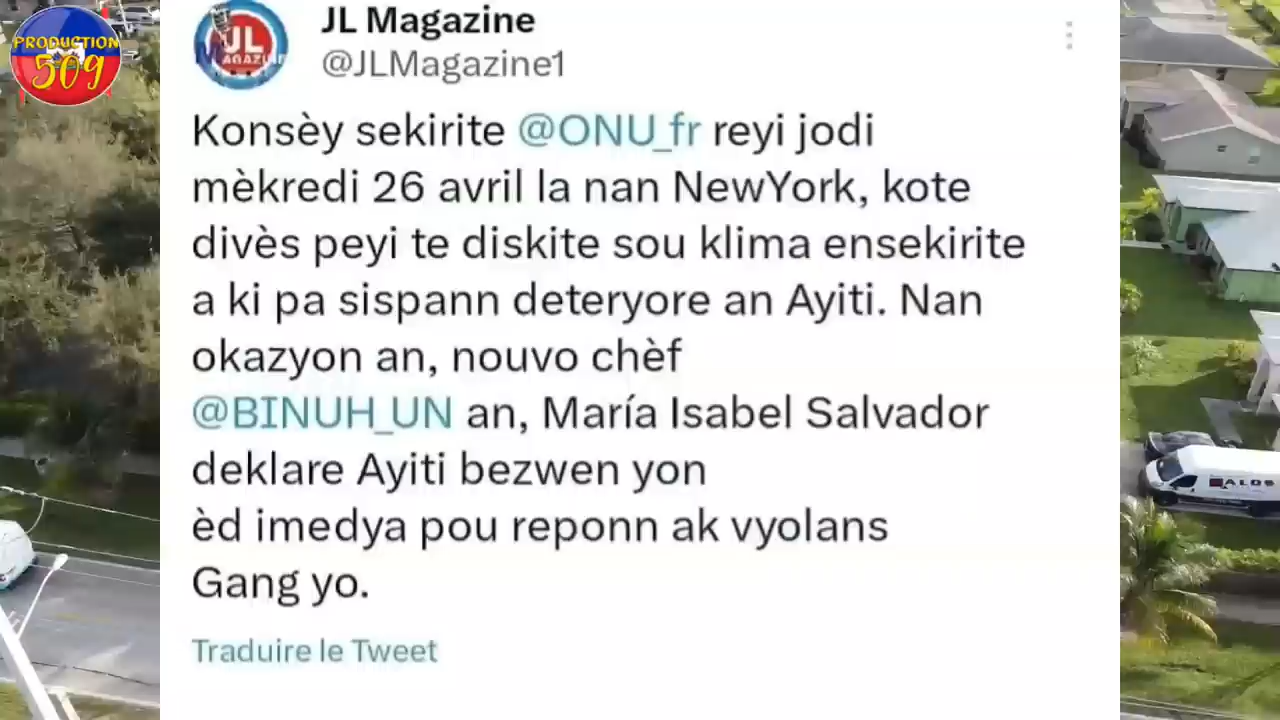 PRODUCTION
509
JL
MAGAZINE
JL Magazine
@JLMagazine1
Konsèy sekirite @ONU_fr reyi jodi
mèkredi 26 avril la nan NewYork, kote
divès peyi te diskite sou klima ensekirite
a ki pa sispann deteryore an Ayiti. Nan
okazyon an, nouvo chèf
@BINUH_UN an, María Isabel Salvador
deklare Ayiti bezwen yon
èd imedya pou reponn ak vyolans
Gang yo.
Traduire le Tweet